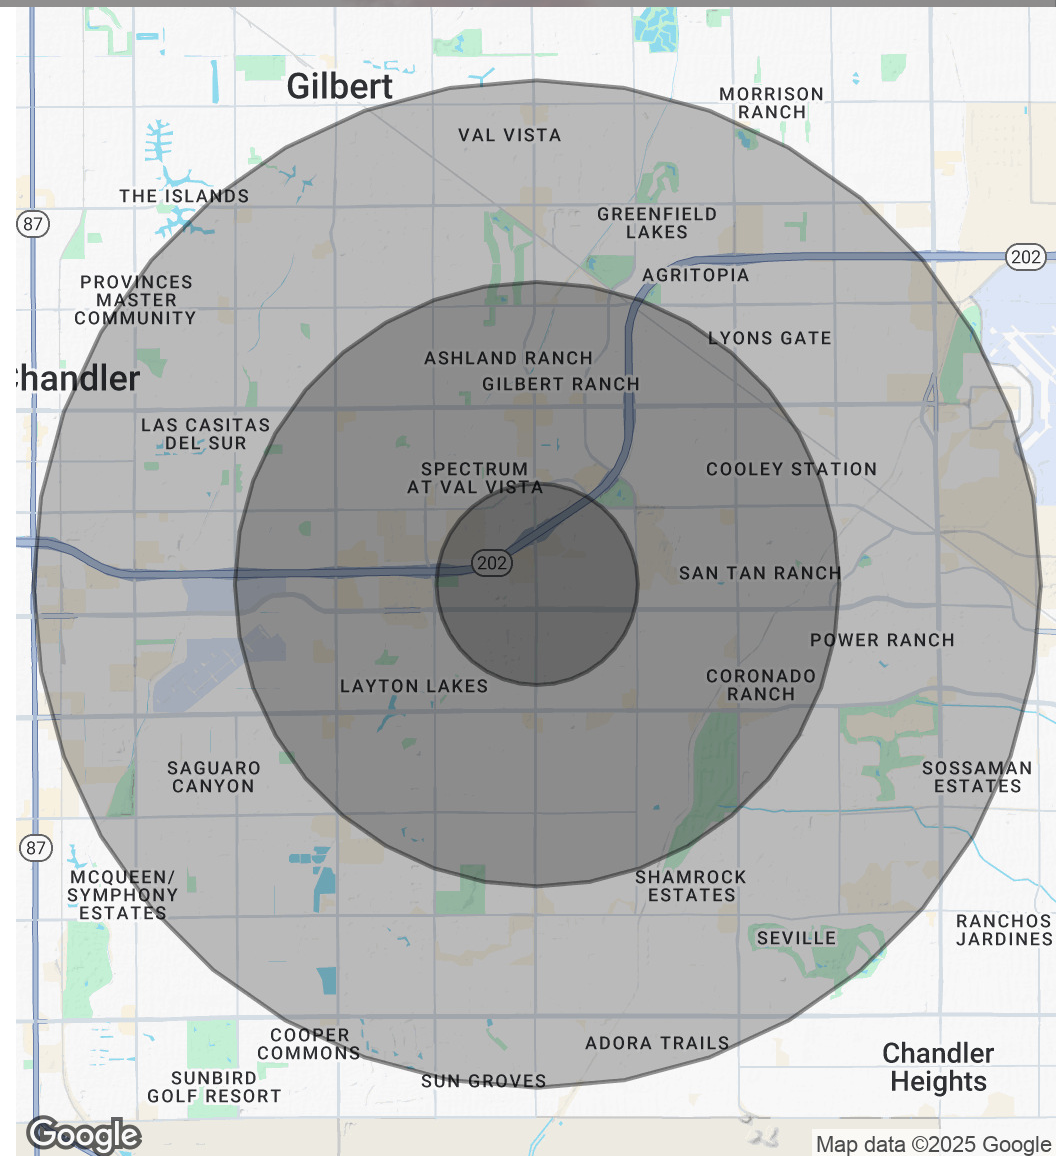 Gilbert
MORRISON
RANCH
VAL VISTA
THE ISLANDS
87
GREENFIELD
LAKES
202
AGRITOPIA
PROVINCES
MASTER
COMMUNITY
LYONS GATE
ASHLAND RANCH
GILBERT RANCH
handler
LAS CASITAS
DEL SUR
SPECTRUM
AT VAL VISTA
COOLEY STATION
202
SAN TAN RANCH
POWER RANCH
LAYTON LAKES
CORONADO
RANCH
SAGUARO
CANYON
SOSSAMAN
ESTATES
87
MCQUEEN/
SYMPHONY
ESTATES
SHAMROCK
ESTATES
SEVILLE
RANCHOS
JARDINES
COOPER
COMMONS
ADORA TRAILS
Chandler
Heights
SUNBIRD
GOLF RESORT
SUN GROVES
Google
Map data ©2025 Google